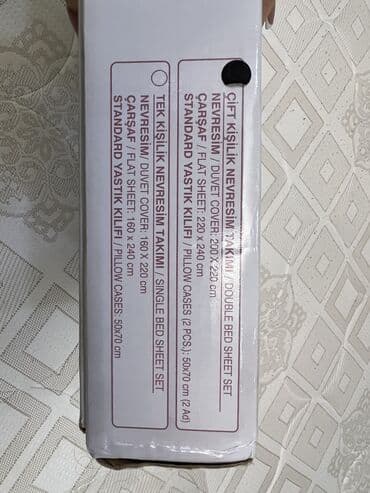 ÇİFT KİŞİLİK NEVRESİM TAKIMI / DOUBLE BED SHEET SET
NEVRESİM/ DUVET COVER: 200 X 220 cm
ÇARŞAF / FLAT SHEET: 220 x 240 cm
STANDARD YASTIK KILIFI / PILLOW CASES (2 PCS.): 50x70 cm (2 Ad)
TEK KİŞİLİK NEVRESİM TAKIMI / SINGLE BED SHEET SET
NEVRESİM/ DUVET COVER: 160 X 220 cm
ÇARŞAF / FLAT SHEET: 160 x 240 cm
STANDARD YASTIK KILIFI / PILLOW CASES: 50x70 cm